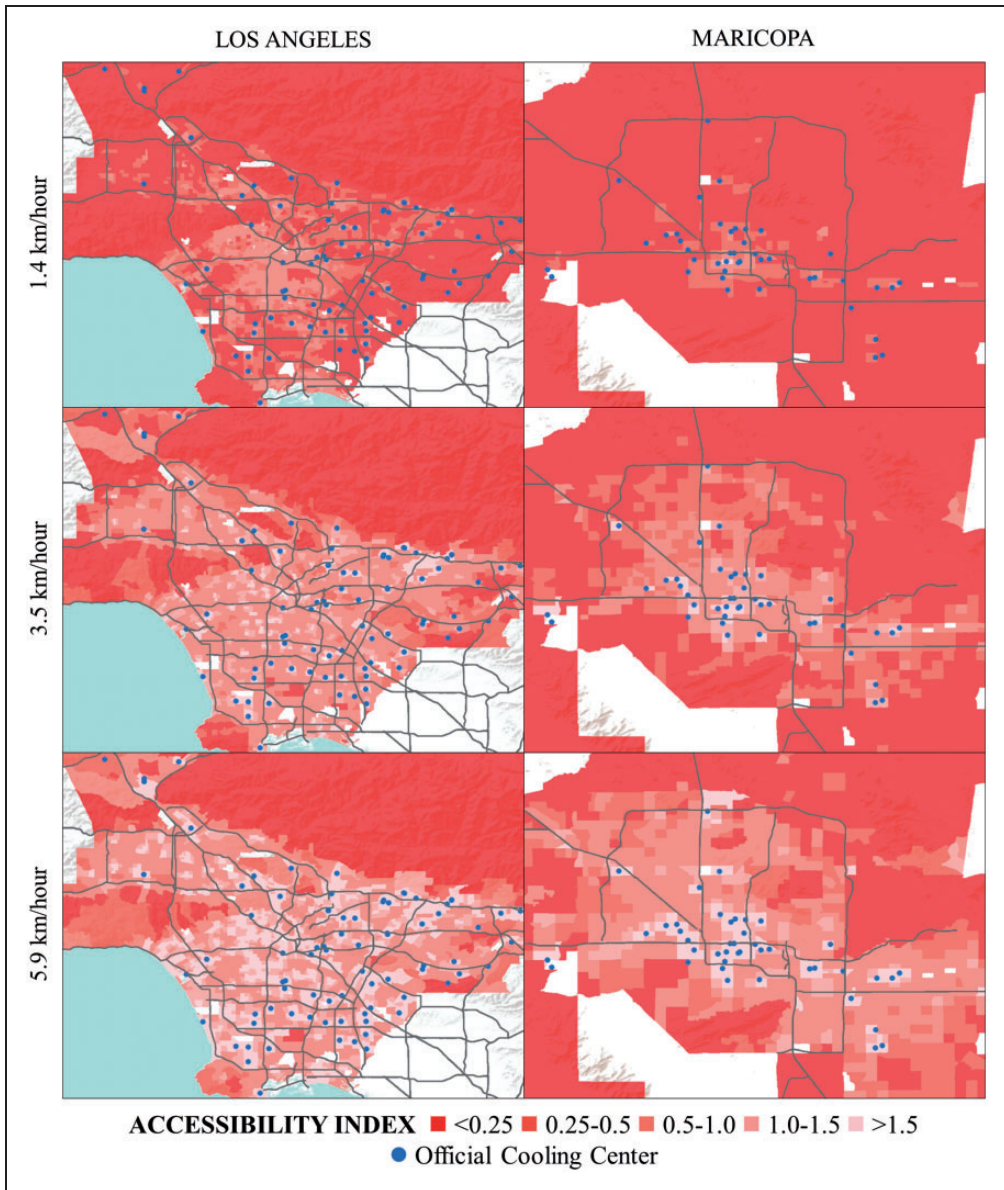 LOS ANGELES MARICOPA
1.4 km/hour
3.5 km/hour
5.9 km/hour
ACCESSIBILITY INDEX <0.25 0.25-0.5 0.5-1.0 1.0-1.5 >1.5
Official Cooling Center